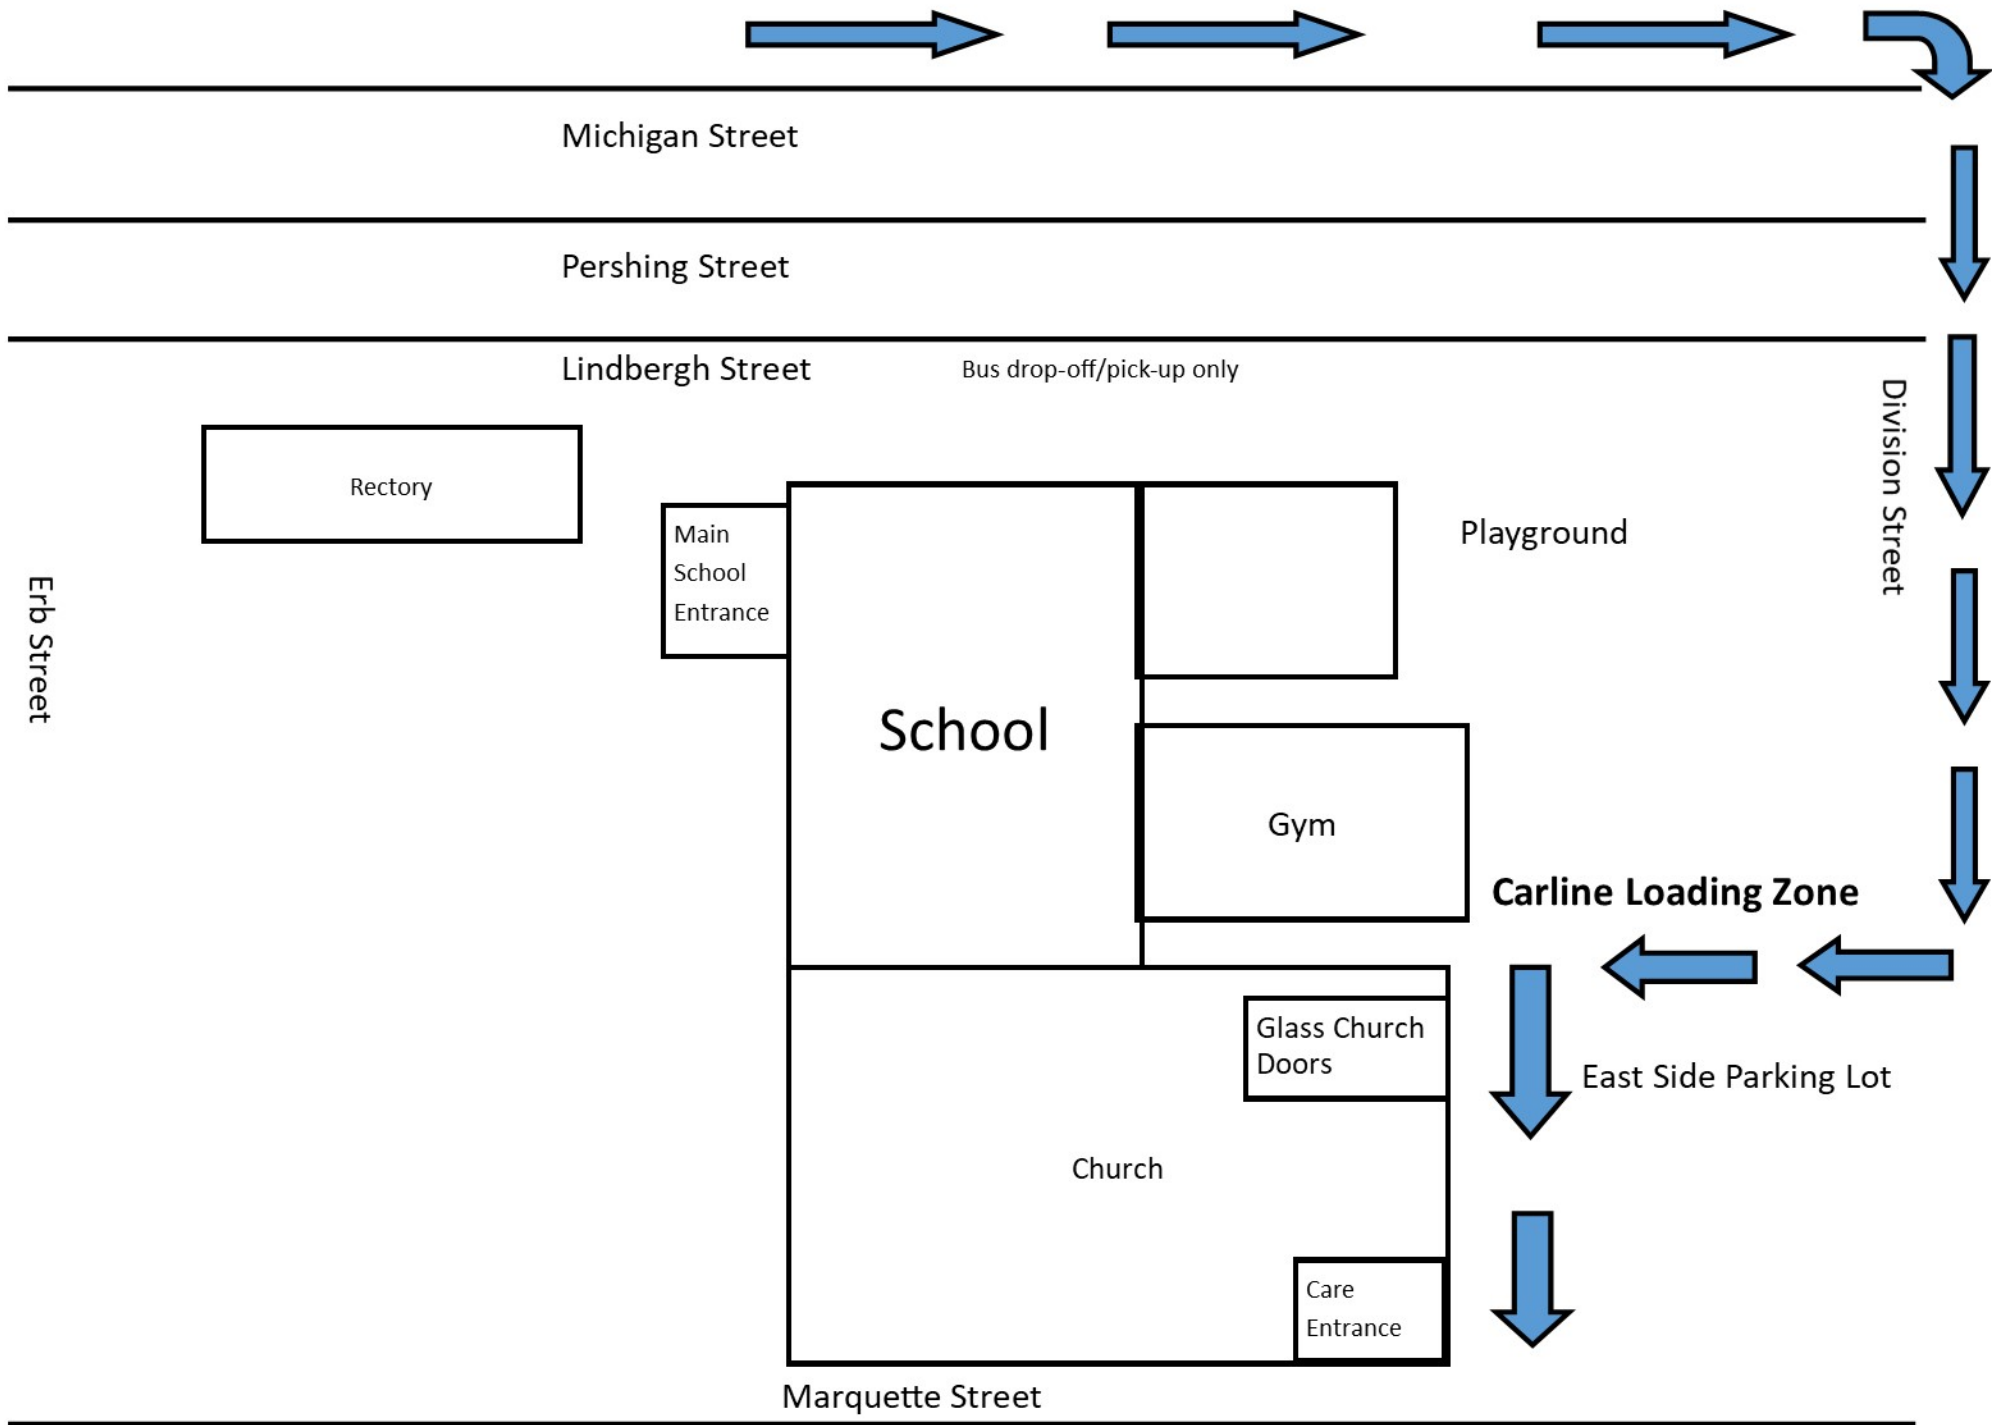 Michigan Street
Pershing Street
Lindbergh Street
Bus drop-off/pick-up only
Division Street
Rectory
Main
School
Entrance
Playground
Erb Street
School
Gym
Carline Loading Zone
Glass Church
Doors
East Side Parking Lot
Church
Care
Entrance
Marquette Street